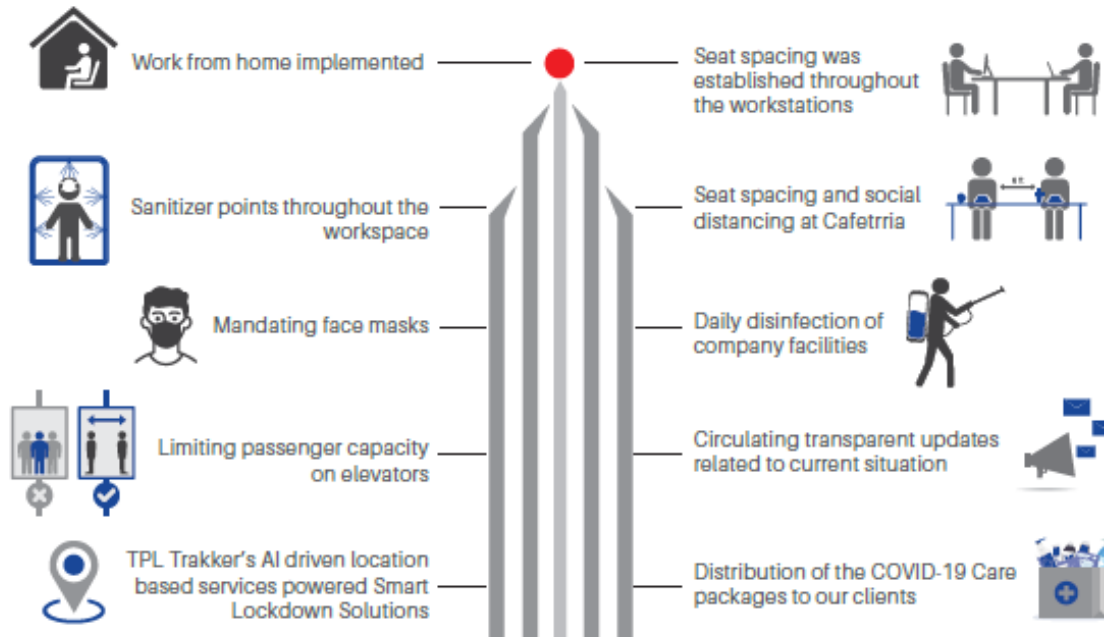 Work from home implemented
Seat spacing was
established throughout
the workstations
Sanitizer points throughout the
workspace
Seat spacing and social
distancing at Cafetrria
6 ft
Mandating face masks
Daily disinfection of
company facilities
Limiting passenger capacity
on elevators
Circulating transparent updates
related to current situation
TPL Trakker's AI driven location
based services powered Smart
Lockdown Solutions
Distribution of the COVID-19 Care
packages to our clients